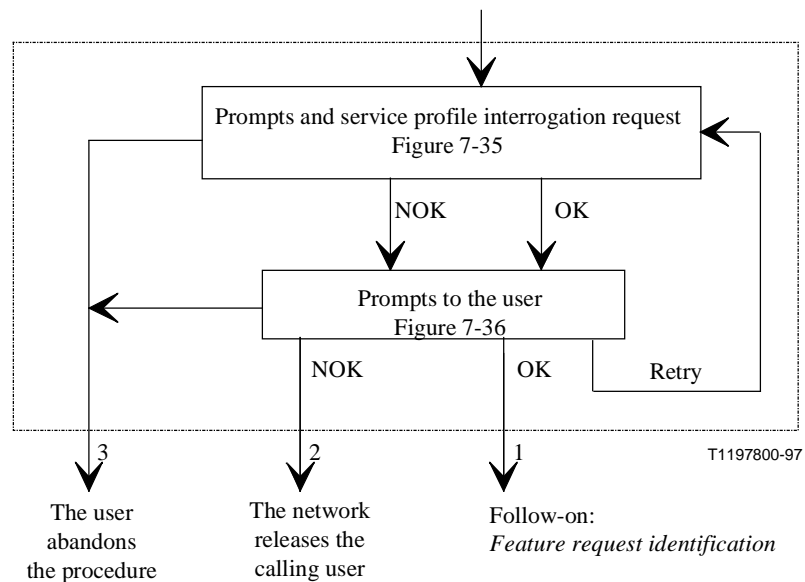 Prompts and service profile interrogation request
Figure 7-35
NOK
OK
Prompts to the user
Figure 7-36
NOK
OK
Retry
3
2
1
T1197800-97
The user
abandons
the procedure
The network
releases the
calling user
Follow-on:
Feature request identification